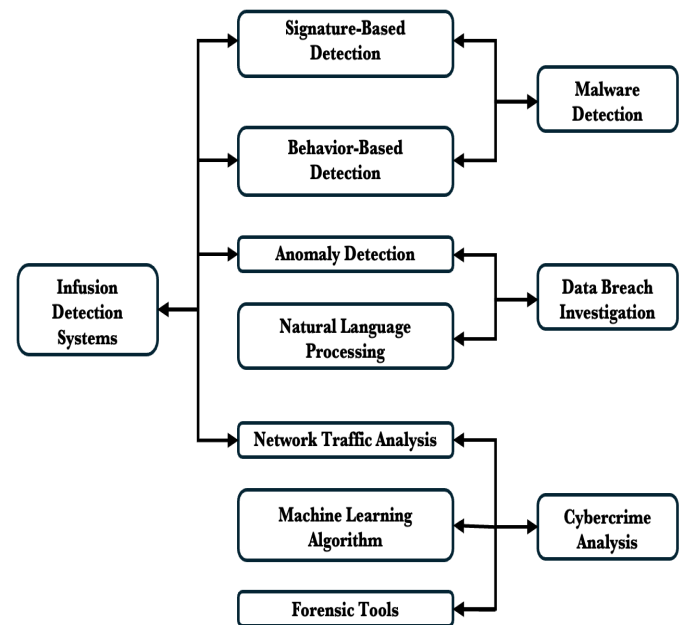 Signature-Based
Detection
Malware
Detection
Behavior-Based
Detection
Anomaly Detection
Infusion
Detection
Systems
Data Breach
Investigation
Natural Language
Processing
Network Traffic Analysis
Machine Learning
Algorithm
Cybercrime
Analysis
Forensic Tools